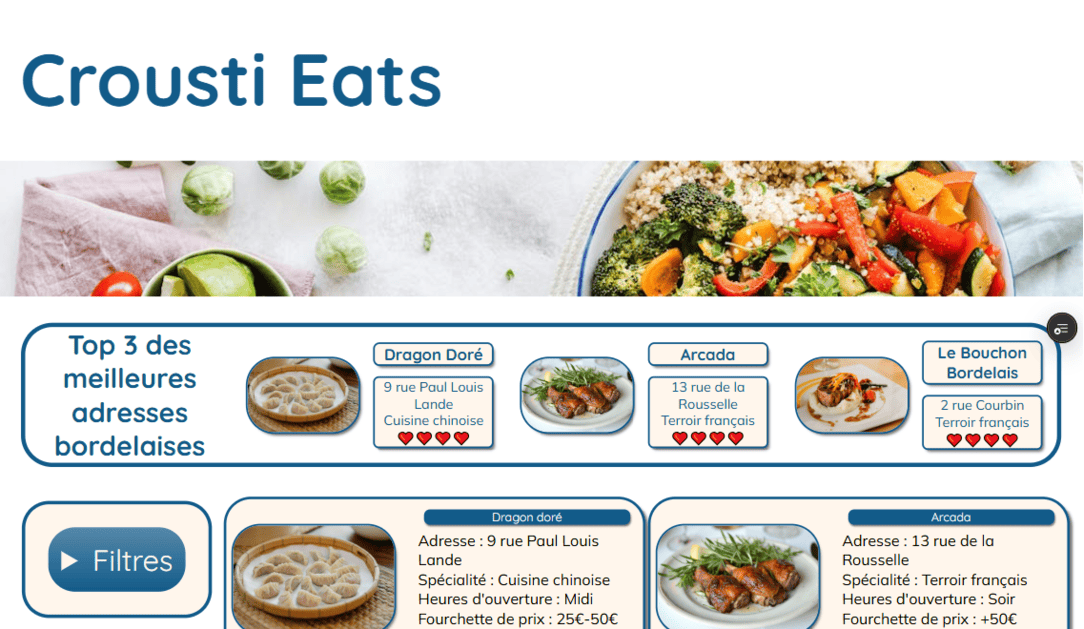 Crousti Eats
Top 3 des
meilleures
adresses
bordelaises
Dragon Doré
9 rue Paul Louis
Lande
Cuisine chinoise
Arcada
13 rue de la
Rousselle
Terroir français
Le Bouchon
Bordelais
2 rue Courbin
Terroir français
Filtres
Dragon doré
Adresse : 9 rue Paul Louis
Lande
Spécialité : Cuisine chinoise
Heures d'ouverture : Midi
Fourchette de prix : 25€-50€
Arcada
Adresse : 13 rue de la
Rousselle
Spécialité : Terroir français
Heures d'ouverture : Soir
Fourchette de prix : +50€